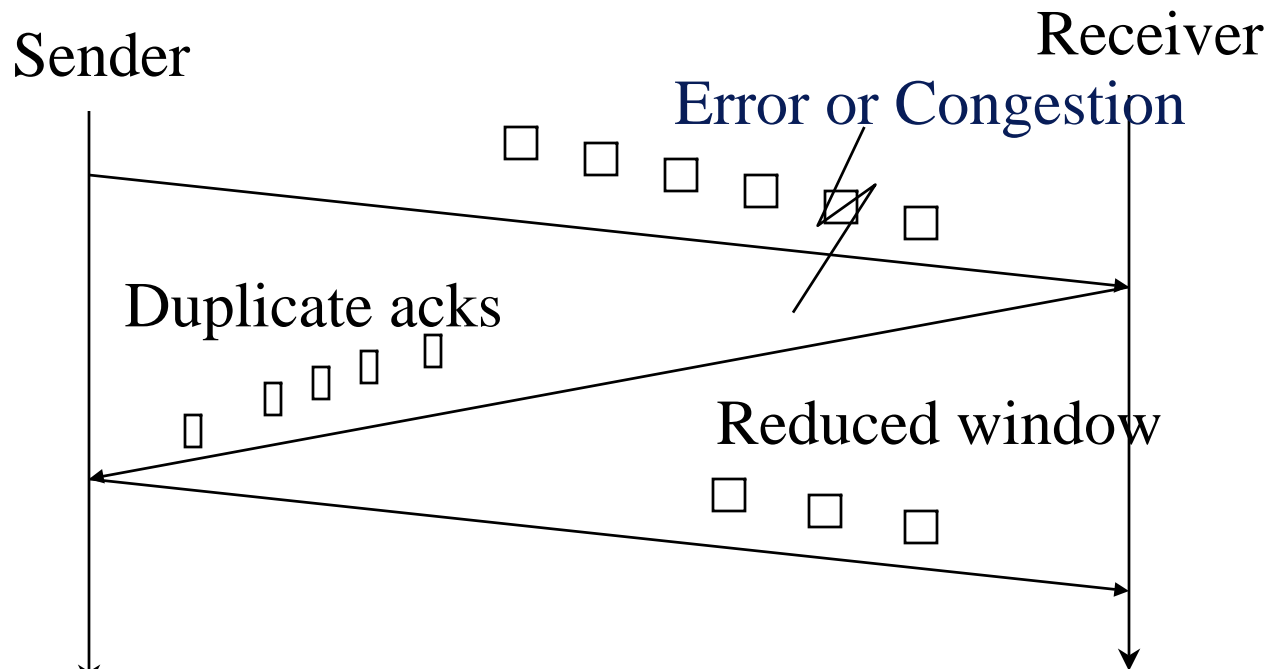 Sender
Receiver
Error or Congestion
Duplicate acks
Reduced window